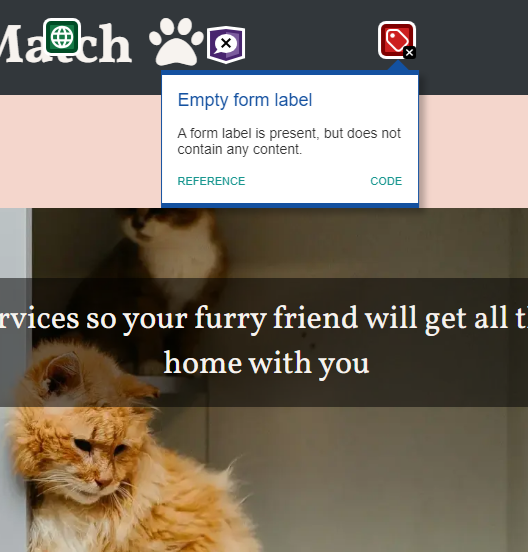 Match
Empty form label
A form label is present, but does not
contain any content.
REFERENCE CODE
rvices so your furry friend will get all th
home with you